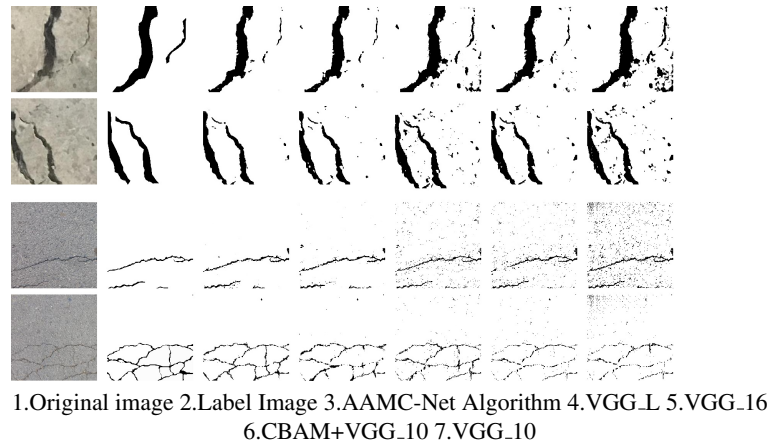 1.Original image 2.Label Image 3.AAMC-Net Algorithm 4.VGG_L 5.VGG_16
6.CBAM+VGG_10 7.VGG_10